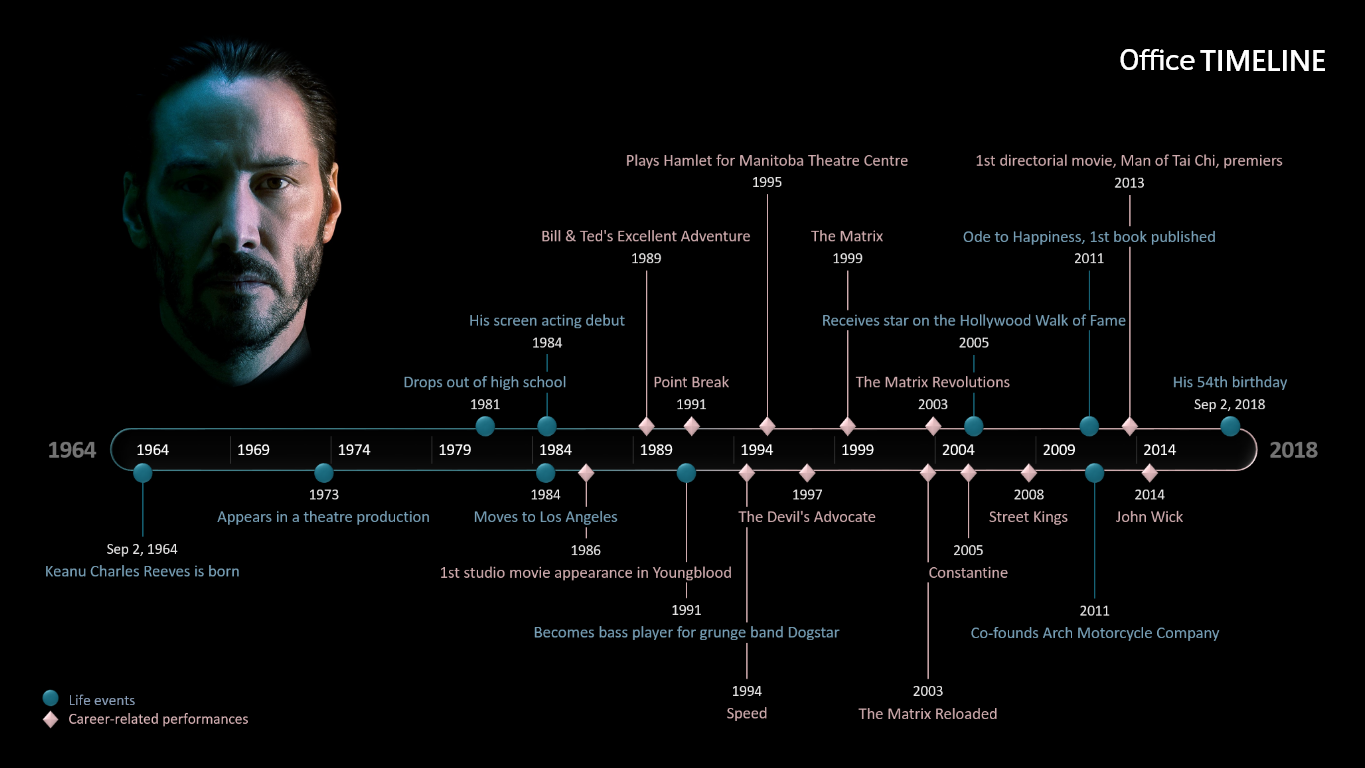 Office TIMELINE
Plays Hamlet for Manitoba Theatre Centre
1995
1st directorial movie, Man of Tai Chi, premiers
2013
Bill & Ted's Excellent Adventure
1989
The Matrix
1999
Ode to Happiness, 1st book published
2011
His screen acting debut
1984
Receives star on the Hollywood Walk of Fame
2005
Drops out of high school
1981
Point Break
1991
The Matrix Revolutions
2003
His 54th birthday
Sep 2, 2018
1964 1964 1969 1974 1979 1984 1989 1994 1999 2004 2009 2014 2018
1973
Appears in a theatre production
1984
Moves to Los Angeles
1997
The Devil's Advocate
2008
Street Kings
2014
John Wick
Sep 2, 1964
Keanu Charles Reeves is born
1986
1st studio movie appearance in Youngblood
2005
Constantine
1991
Becomes bass player for grunge band Dogstar
2011
Co-founds Arch Motorcycle Company
1994
Speed
2003
The Matrix Reloaded
Life events
Career-related performances